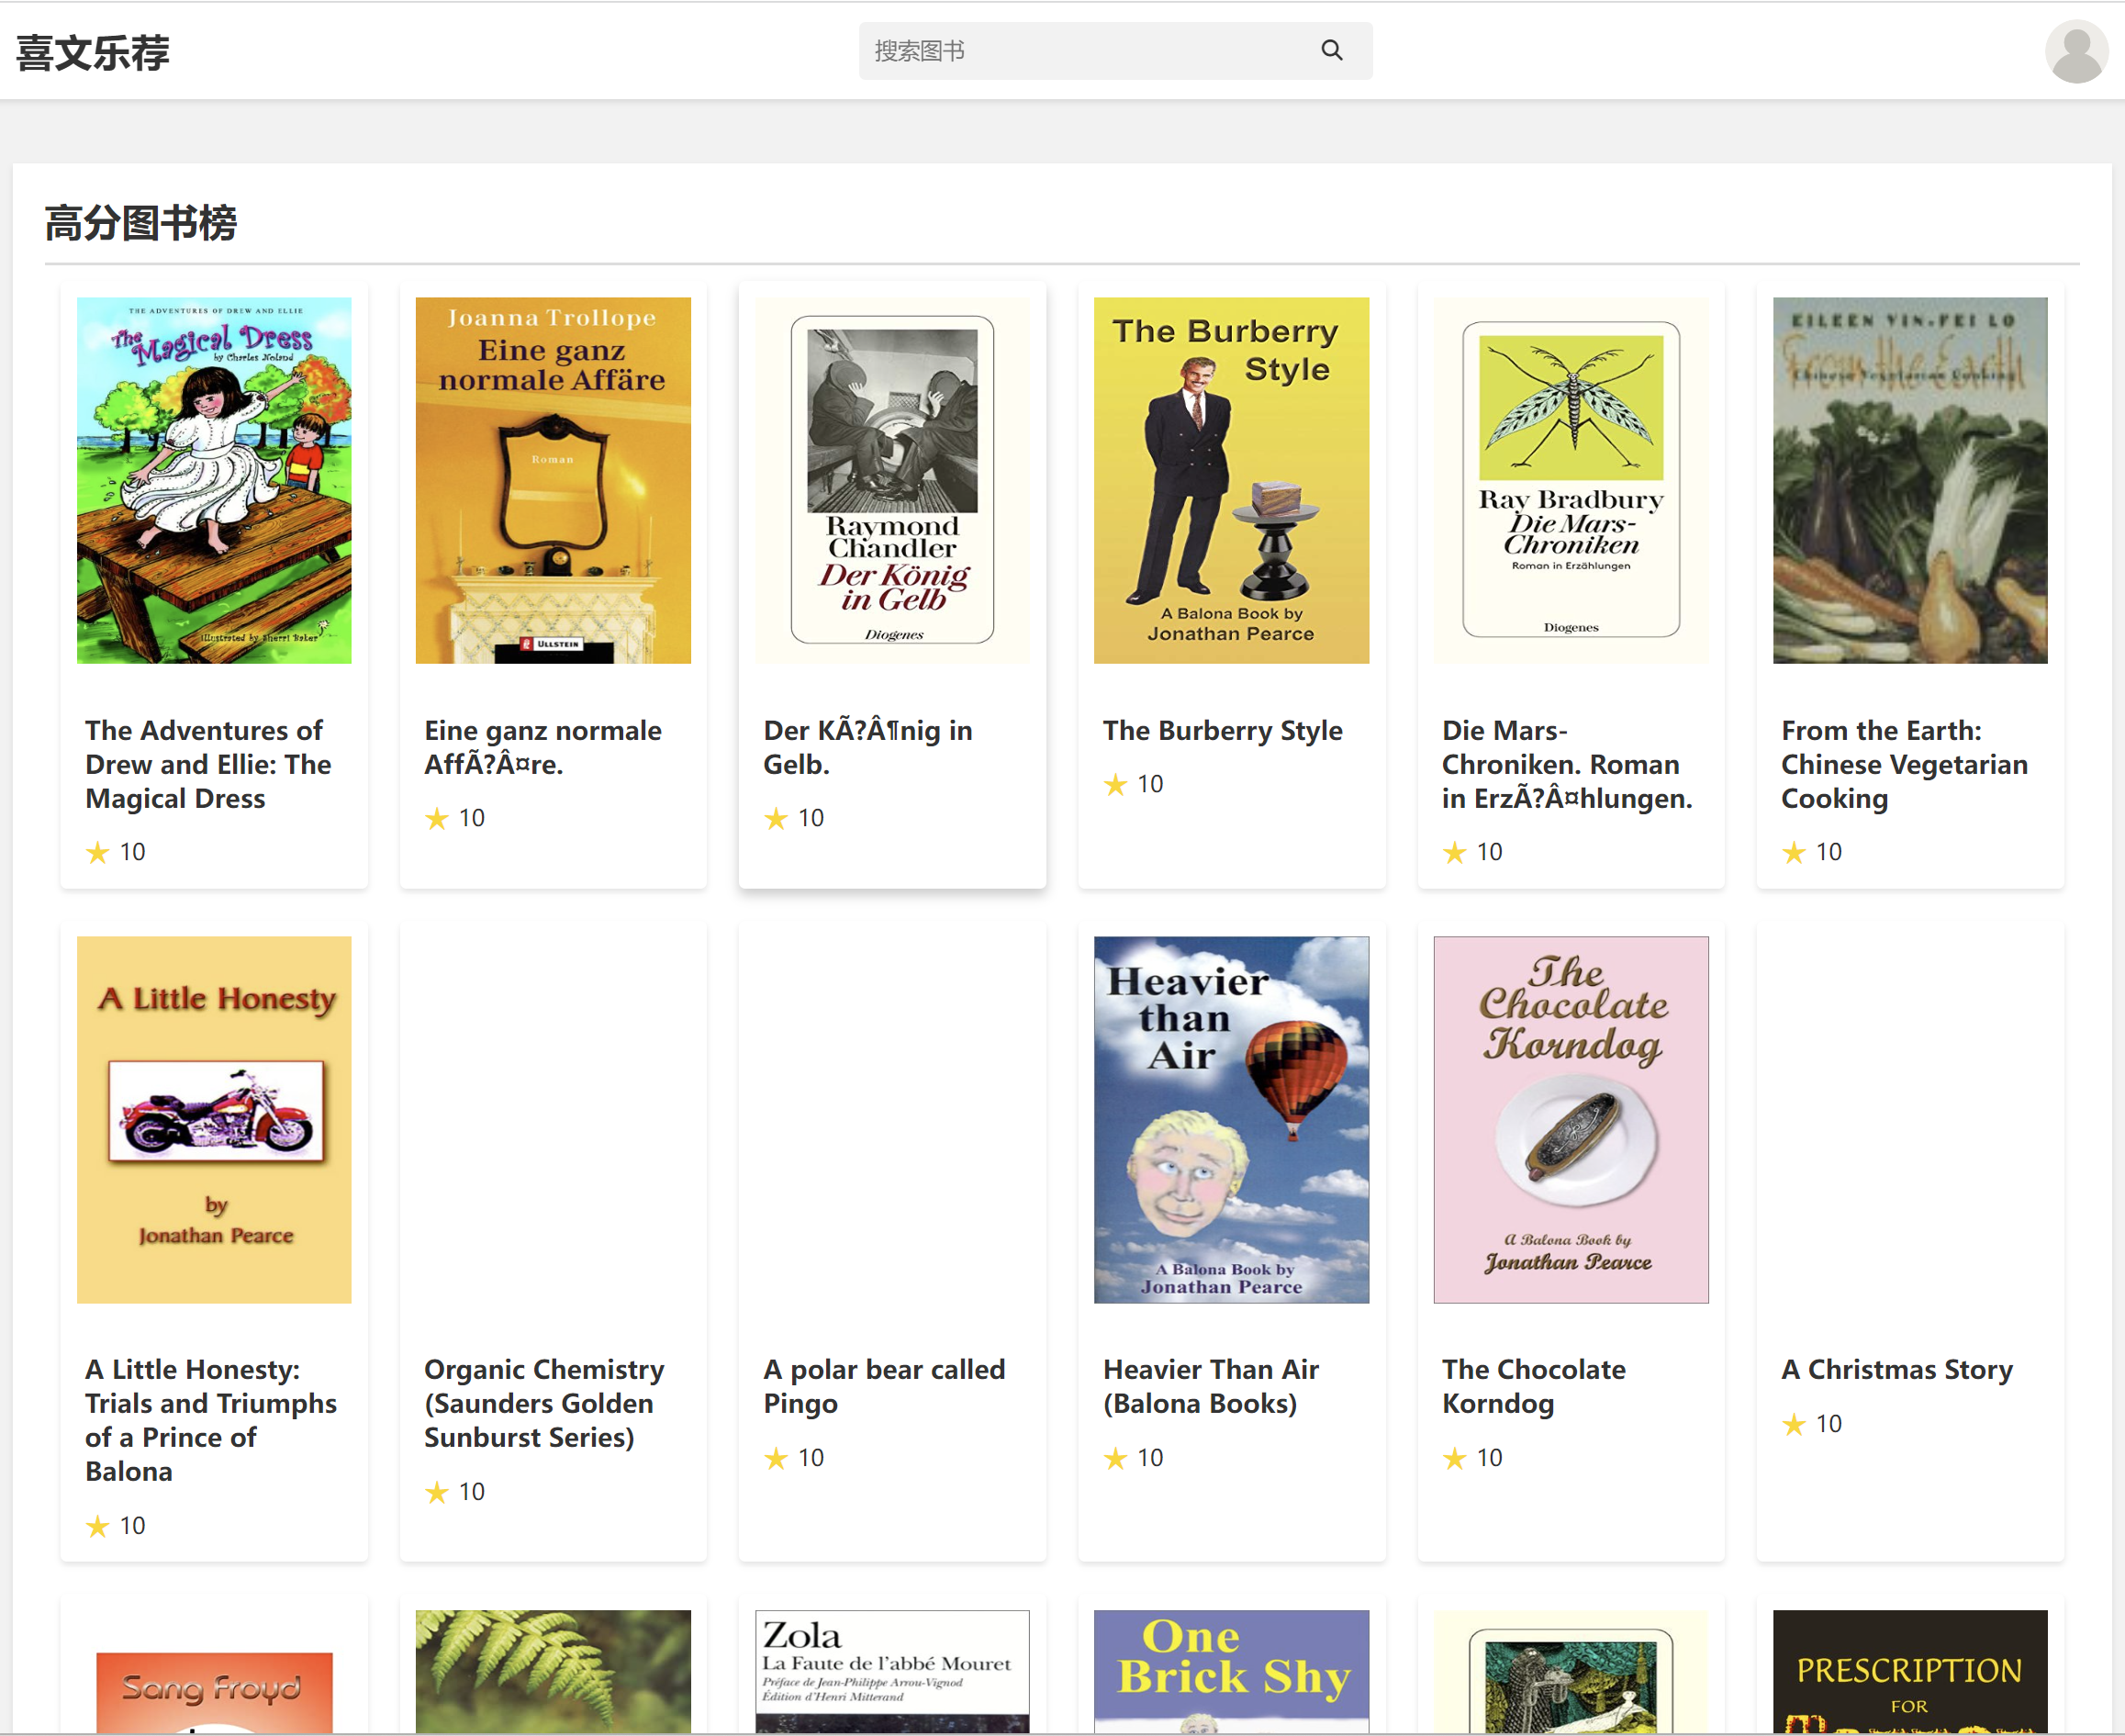 喜文乐荐
搜索图书
高分图书榜
THE ADVENTURES OF DREW AND ELLIE
The Magical Dress
by Charles Noland
Illustrated by Sherri Baker
The Adventures of
Drew and Ellie: The
Magical Dress
10
Joanna Trollope
Eine ganz
normale Affäre
Roman
ULLSTEIN
Eine ganz normale
AffÃ?Â¤re.
10
Raymond
Chandler
Der König
in Gelb
Diogenes
Der KÃ?Â¶nig in
Gelb.
10
The Burberry
Style
A Balona Book by
Jonathan Pearce
The Burberry Style
10
Ray Bradbury
Die Mars-
Chroniken
Roman in Erzählungen
Diogenes
Die Mars-
Chroniken. Roman
in ErzÃ?Â¤hlungen.
10
EILEEN YIN-FEI LO
From the Earth
Chinese Vegetarian Cooking
From the Earth:
Chinese Vegetarian
Cooking
10
A Little Honesty
by
Jonathan Pearce
A Little Honesty:
Trials and Triumphs
of a Prince of
Balona
10
Organic Chemistry
(Saunders Golden
Sunburst Series)
10
A polar bear called
Pingo
10
Heavier
than
Air
A Balona Book by
Jonathan Pearce
Heavier Than Air
(Balona Books)
10
The
Chocolate
Korndog
A Balona Book by
Jonathan Pearce
The Chocolate
Korndog
10
A Christmas Story
10
Sang Froyd
Zola
La Faute de l'abbé Mouret
Préface de Jean-Philippe Arrou-Vignod
Édition d'Henri Mitterand
One
Brick Shy
PRESCRIPTION
FOR